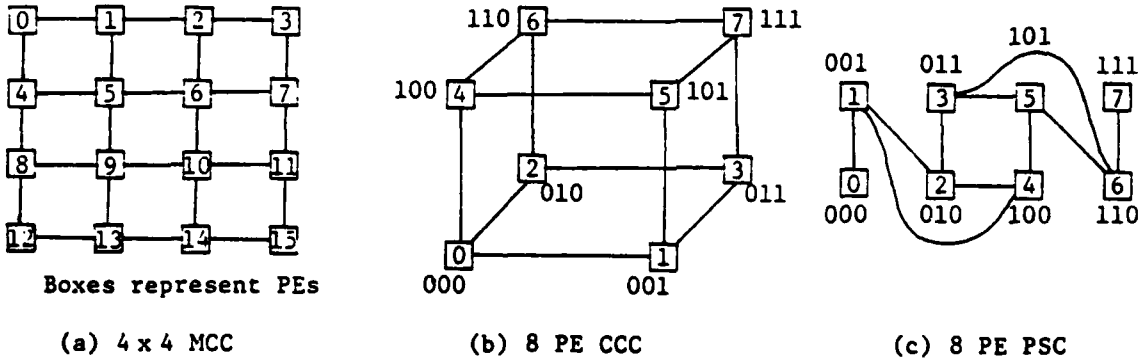 0 1 2 3
4 5 6 7
8 9 10 11
12 13 14 15
Boxes represent PEs
(a) 4 x 4 MCC
110 6 7 111
100 4 5 101
2 3
010 011
0 1
000 001
(b) 8 PE CCC
101
001 011 111
1 3 5 7
0 2 4 6
000 010 100 110
(c) 8 PE PSC